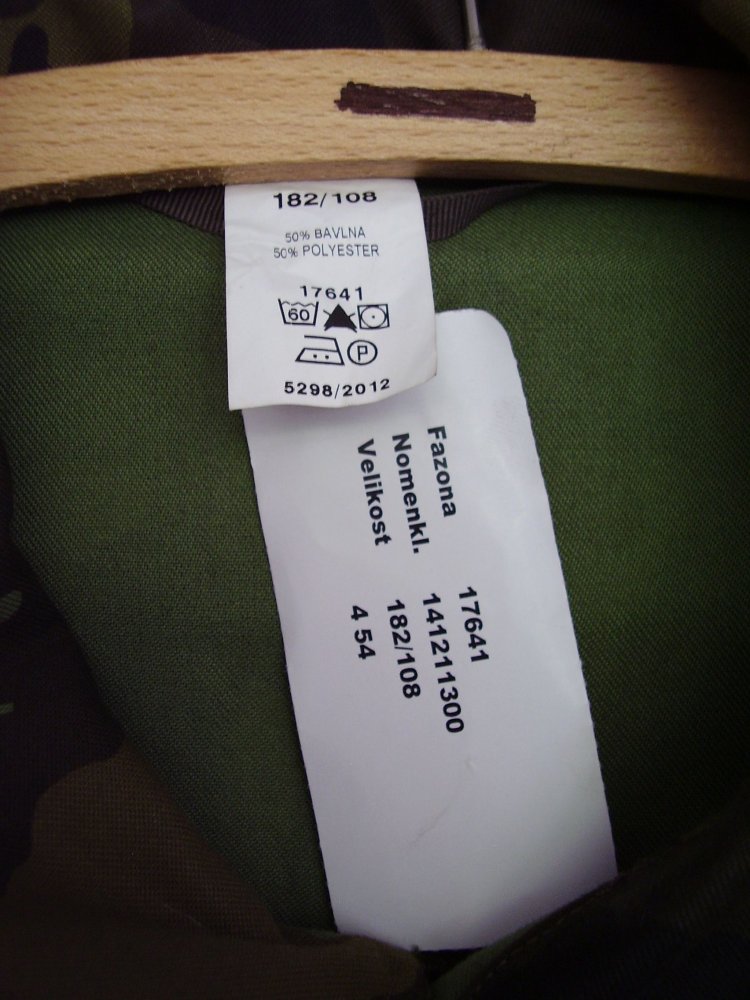 182/108
50% BAVLNA
50% POLYESTER
17641
60
P
5298/2012
Fazona 17641
Nomenkl. 141211300
Velikost 182/108
4 54